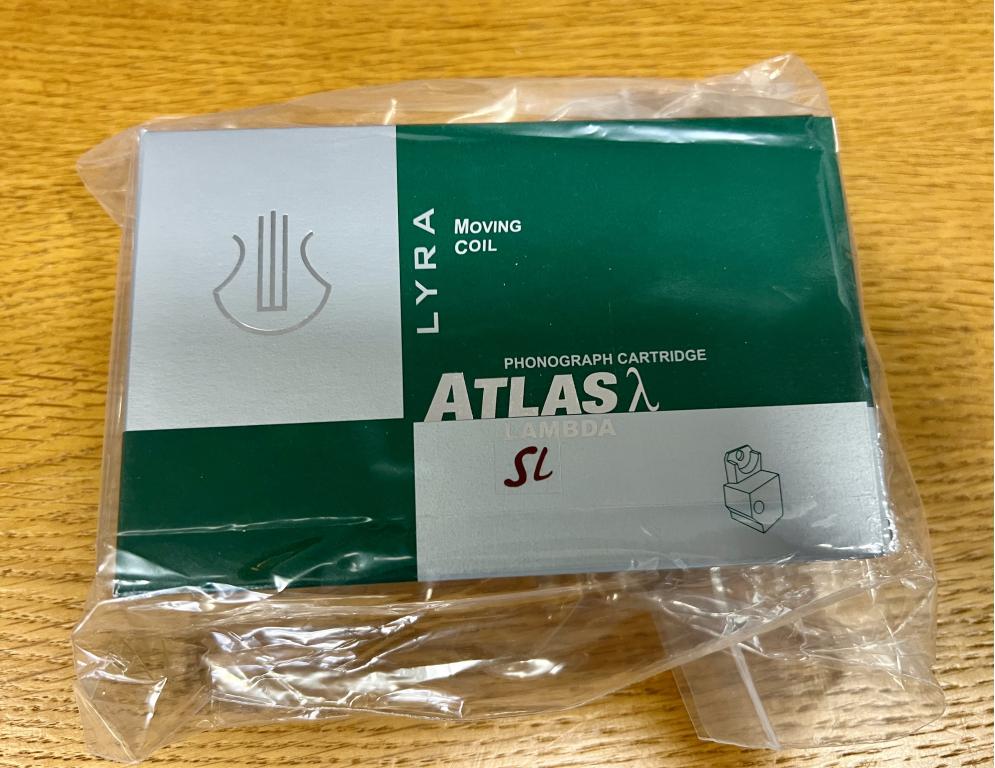 LYRA
MOVING
COIL
PHONOGRAPH CARTRIDGE
ATLAS λ
LAMBDA
SL